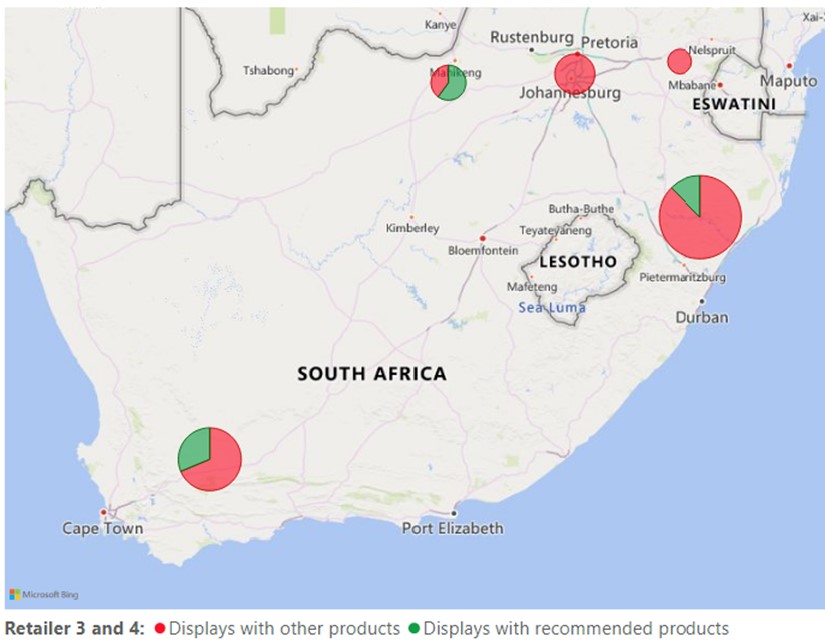 Kanye
Xai-
Rustenburg
Pretoria
Nelspruit
Tshabong
Mahikeng
Johannesburg
Mbabane
Maputo
ESWATINI
Butha-Buthe
Kimberley
Teyateyaneng
Bloemfontein
LESOTHO
Mafeteng
Pietermaritzburg
Sea Luma
Durban
SOUTH AFRICA
Cape Town
Port Elizabeth
Microsoft Bing
Retailer 3 and 4: Displays with other products Displays with recommended products